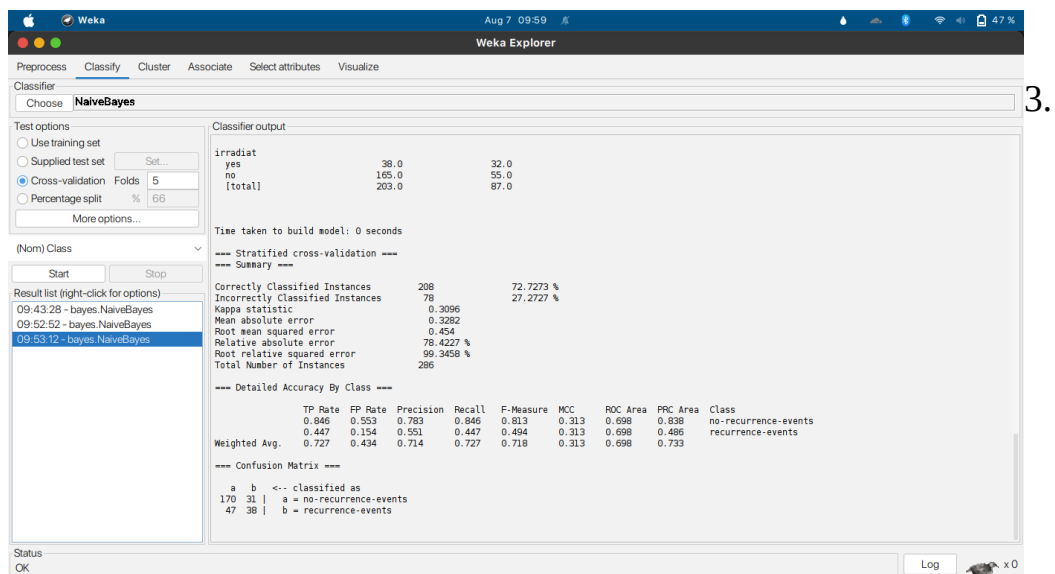 Weka Aug 7 09:59 47 %
Weka Explorer
Preprocess Classify Cluster Associate Select attributes Visualize
Classifier
Choose NaiveBayes
3.
Test options
Use training set
Supplied test set Set...
Cross-validation Folds 5
Percentage split % 66
More options...
(Nom) Class
Start Stop
Result list (right-click for options)
09:43:28 - bayes.NaiveBayes
09:52:52 - bayes.NaiveBayes
09:53:12 - bayes.NaiveBayes
Classifier output
irradiat
yes 38.0 32.0
no 165.0 55.0
[total] 203.0 87.0
Time taken to build model: 0 seconds
=== Stratified cross-validation ===
=== Summary ===
Correctly Classified Instances 208 72.7273 %
Incorrectly Classified Instances 78 27.2727 %
Kappa statistic 0.3096
Mean absolute error 0.3282
Root mean squared error 0.454
Relative absolute error 78.4227 %
Root relative squared error 99.3458 %
Total Number of Instances 286
=== Detailed Accuracy By Class ===
TP Rate FP Rate Precision Recall F-Measure MCC ROC Area PRC Area Class
0.846 0.553 0.783 0.846 0.813 0.313 0.698 0.838 no-recurrence-events
0.447 0.154 0.551 0.447 0.494 0.313 0.698 0.486 recurrence-events
Weighted Avg. 0.727 0.434 0.714 0.727 0.718 0.313 0.698 0.733
=== Confusion Matrix ===
a b <-- classified as
170 31 | a = no-recurrence-events
47 38 | b = recurrence-events
Status
OK
Log x 0